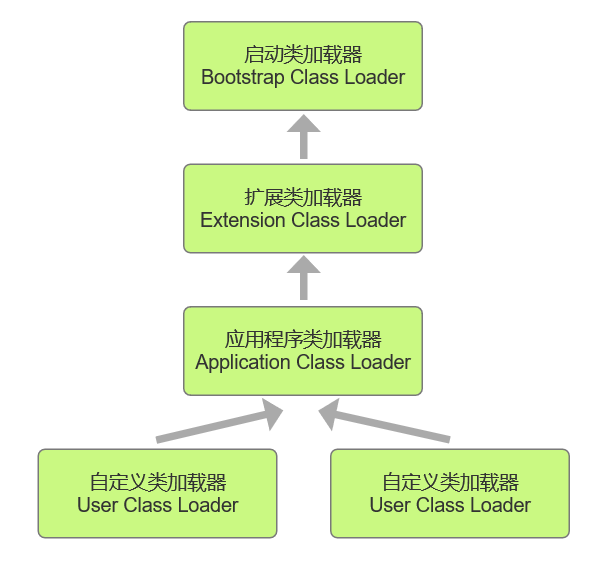 启动类加载器
Bootstrap Class Loader
扩展类加载器
Extension Class Loader
应用程序类加载器
Application Class Loader
自定义类加载器
User Class Loader
自定义类加载器
User Class Loader